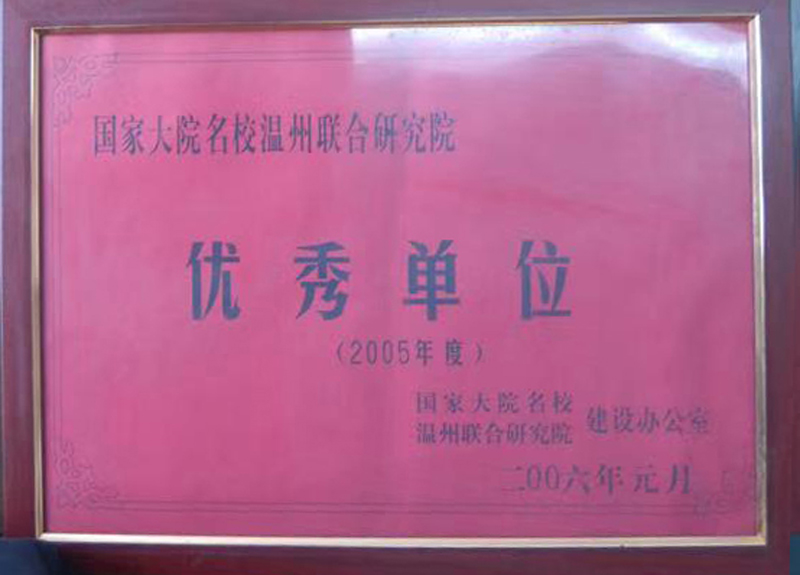 国家大院名校温州联合研究院
优秀单位
（2005年度）
国家大院名校
温州联合研究院 建设办公室
二00六年元月